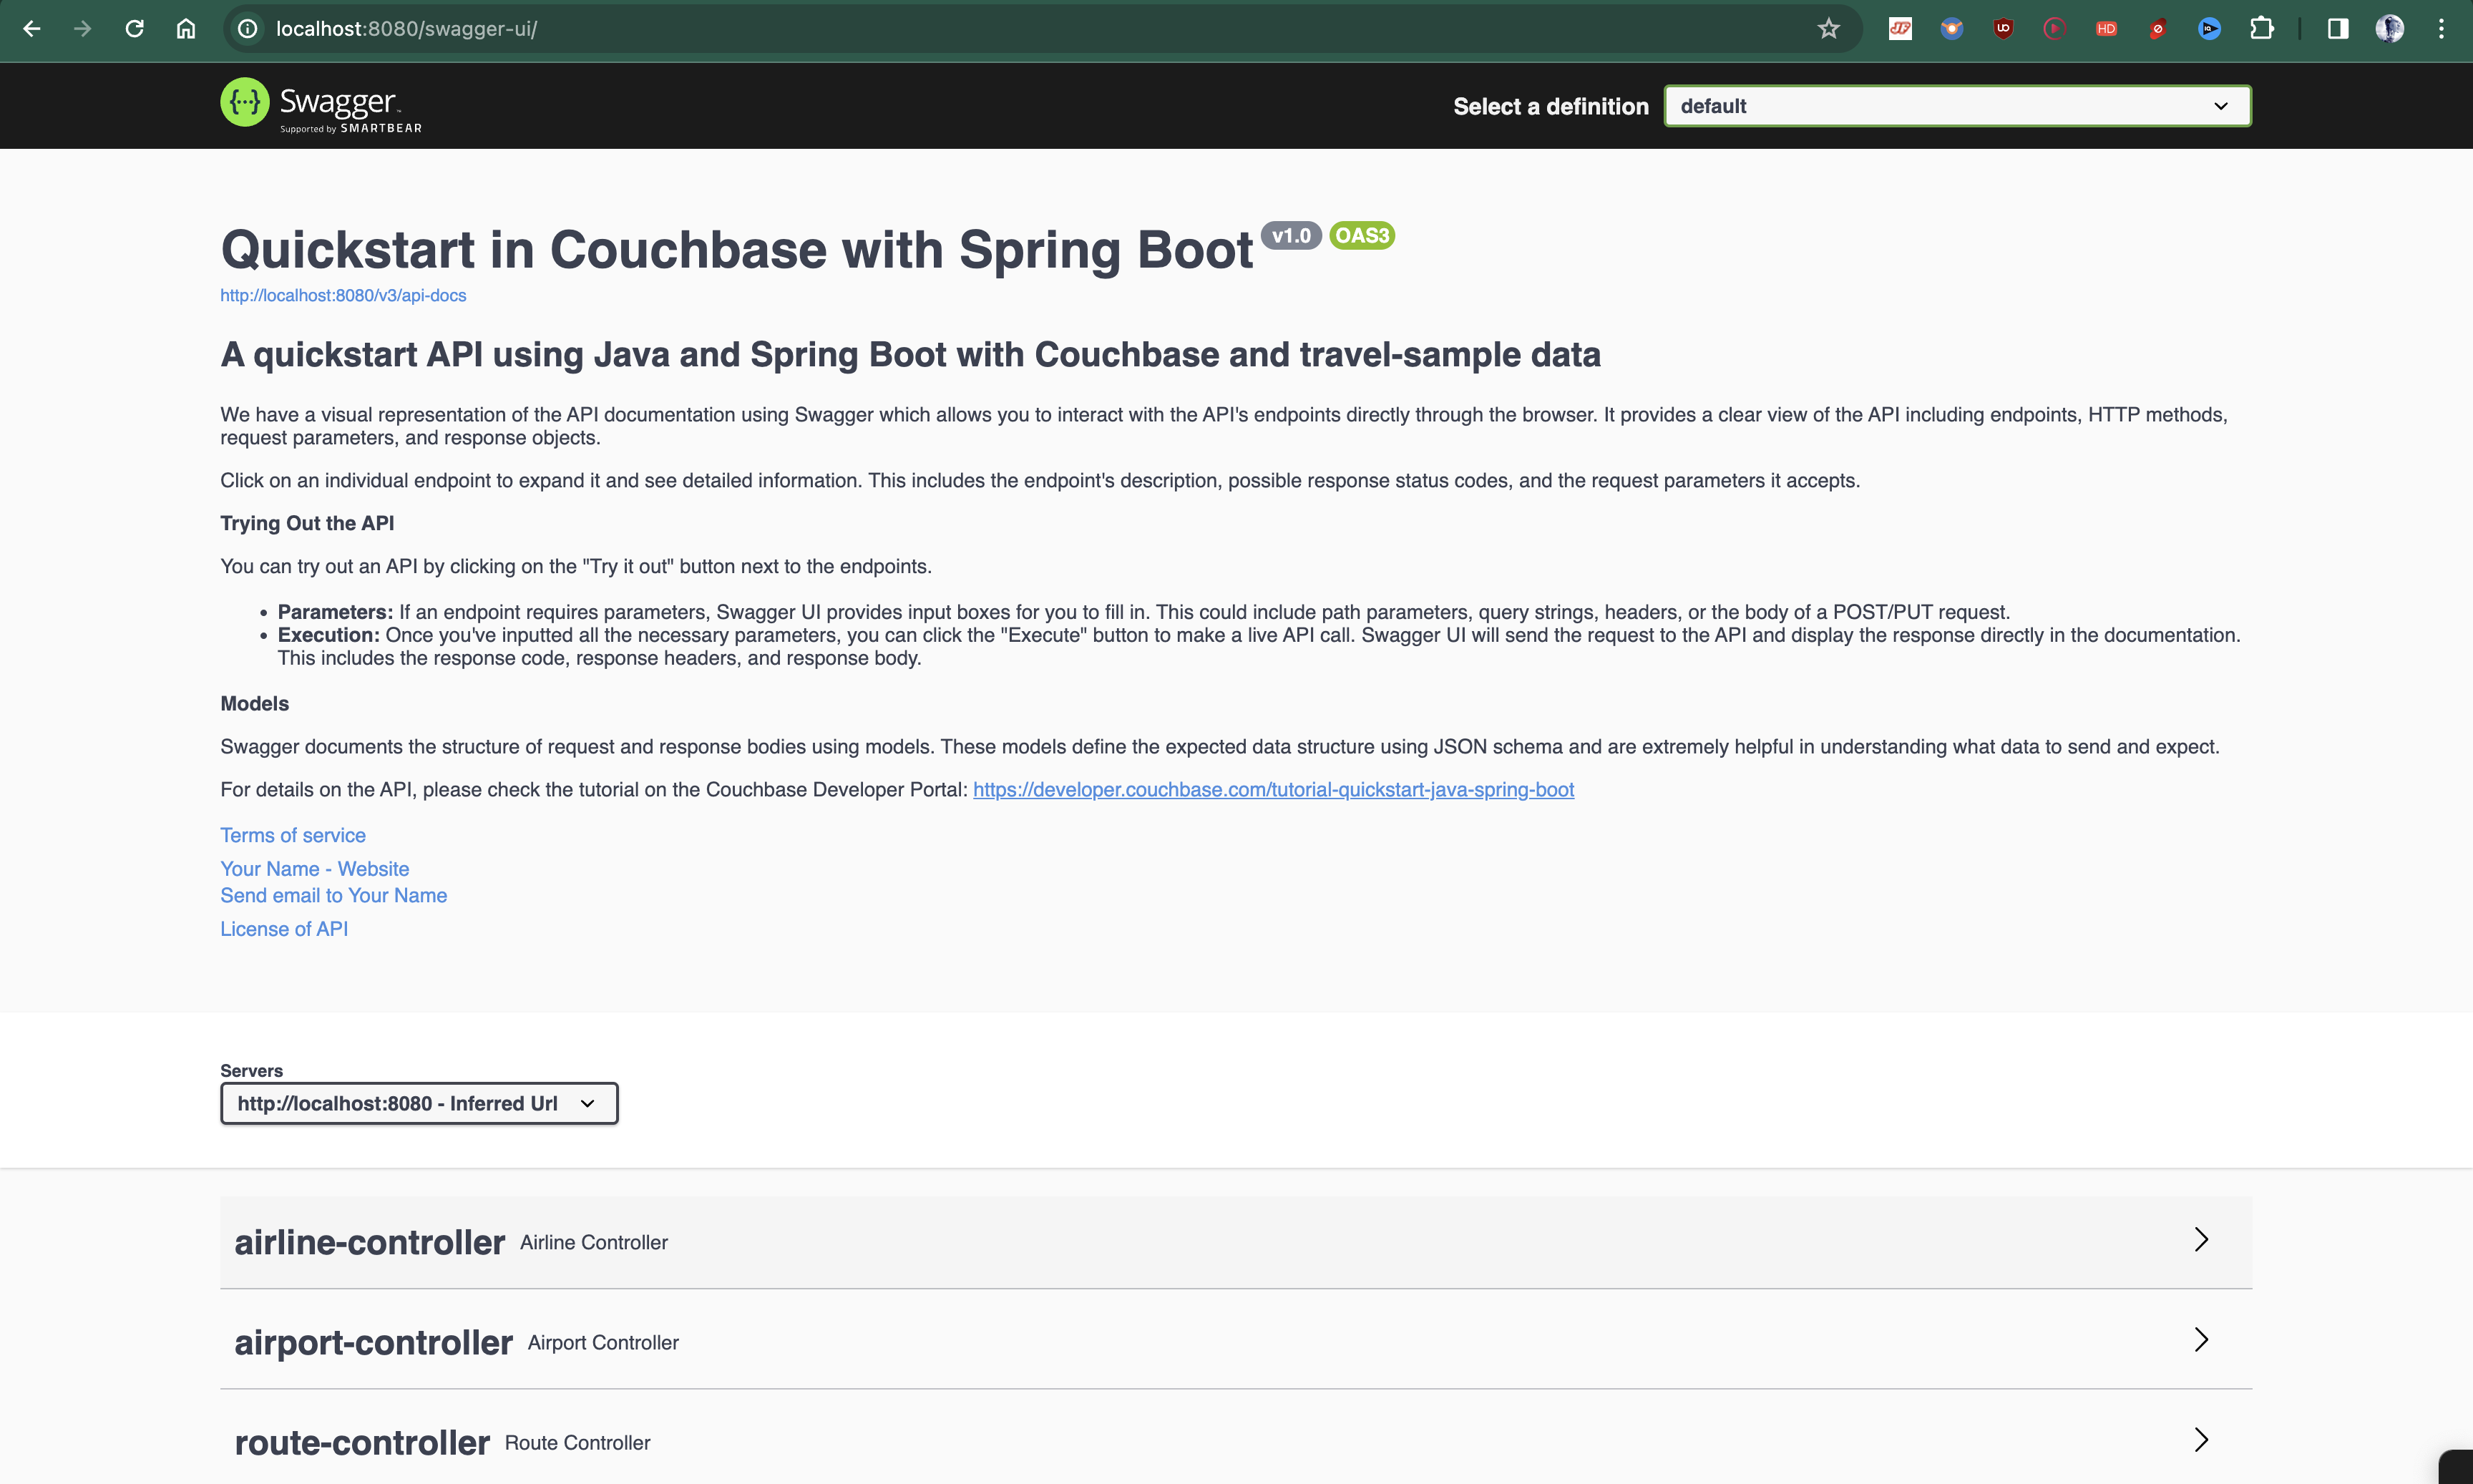 localhost:8080/swagger-ui/
JF
UD
HD
IQ
{···} Swagger™
Supported by SMARTBEAR
Select a definition
default
Quickstart in Couchbase with Spring Boot v1.0 OAS3
http://localhost:8080/v3/api-docs
A quickstart API using Java and Spring Boot with Couchbase and travel-sample data
We have a visual representation of the API documentation using Swagger which allows you to interact with the API's endpoints directly through the browser. It provides a clear view of the API including endpoints, HTTP methods,
request parameters, and response objects.
Click on an individual endpoint to expand it and see detailed information. This includes the endpoint's description, possible response status codes, and the request parameters it accepts.
Trying Out the API
You can try out an API by clicking on the "Try it out" button next to the endpoints.
• Parameters: If an endpoint requires parameters, Swagger UI provides input boxes for you to fill in. This could include path parameters, query strings, headers, or the body of a POST/PUT request.
• Execution: Once you've inputted all the necessary parameters, you can click the "Execute" button to make a live API call. Swagger UI will send the request to the API and display the response directly in the documentation.
This includes the response code, response headers, and response body.
Models
Swagger documents the structure of request and response bodies using models. These models define the expected data structure using JSON schema and are extremely helpful in understanding what data to send and expect.
For details on the API, please check the tutorial on the Couchbase Developer Portal: https://developer.couchbase.com/tutorial-quickstart-java-spring-boot
Terms of service
Your Name - Website
Send email to Your Name
License of API
Servers
http://localhost:8080 - Inferred Url
airline-controller Airline Controller
airport-controller Airport Controller
route-controller Route Controller